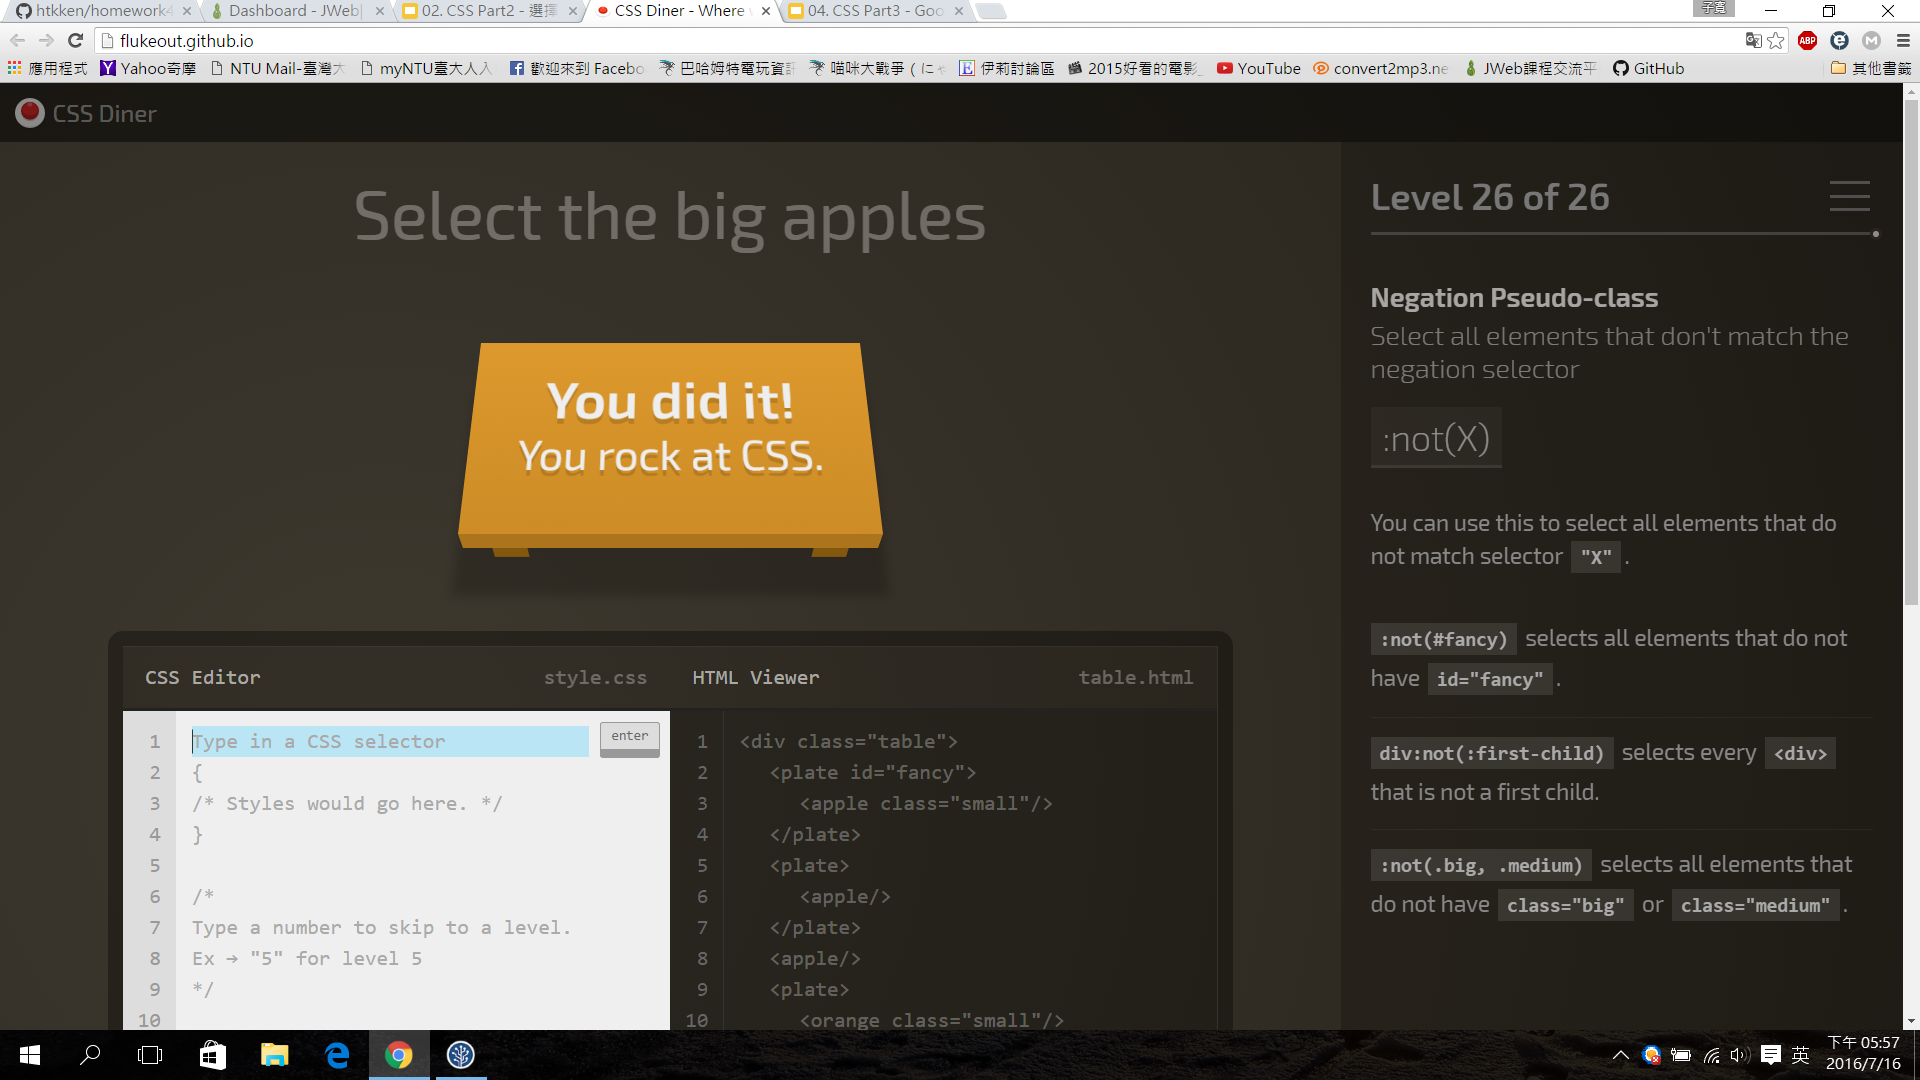 htkken/homework4
Dashboard - JWeb
02. CSS Part2 - 選擇
CSS Diner - Where
04. CSS Part3 - Goo
子寬
flukeout.github.io
ABP
應用程式
Yahoo奇摩
NTU Mail-臺灣大
myNTU臺大人入
歡迎來到 Facebo
巴哈姆特電玩資訊
喵咪大戰爭 ( にゃ
伊莉討論區
2015好看的電影
YouTube
convert2mp3.ne
JWeb課程交流平
GitHub
其他書籤
CSS Diner
Select the big apples
You did it!
You rock at CSS.
CSS Editor style.css
1 Type in a CSS selector enter
2 {
3 /* Styles would go here. */
4 }
5
6 /*
7 Type a number to skip to a level.
8 Ex → "5" for level 5
9 */
10
HTML Viewer table.html
1 <div class="table">
2 <plate id="fancy">
3 <apple class="small"/>
4 </plate>
5 <plate>
6 <apple/>
7 </plate>
8 <apple/>
9 <plate>
10 <orange class="small"/>
Level 26 of 26
Negation Pseudo-class
Select all elements that don't match the
negation selector
:not(X)
You can use this to select all elements that do
not match selector "X" .
:not(#fancy) selects all elements that do not
have id="fancy" .
div:not(:first-child) selects every <div>
that is not a first child.
:not(.big, .medium) selects all elements that
do not have class="big" or class="medium" .
英
下午 05:57
2016/7/16